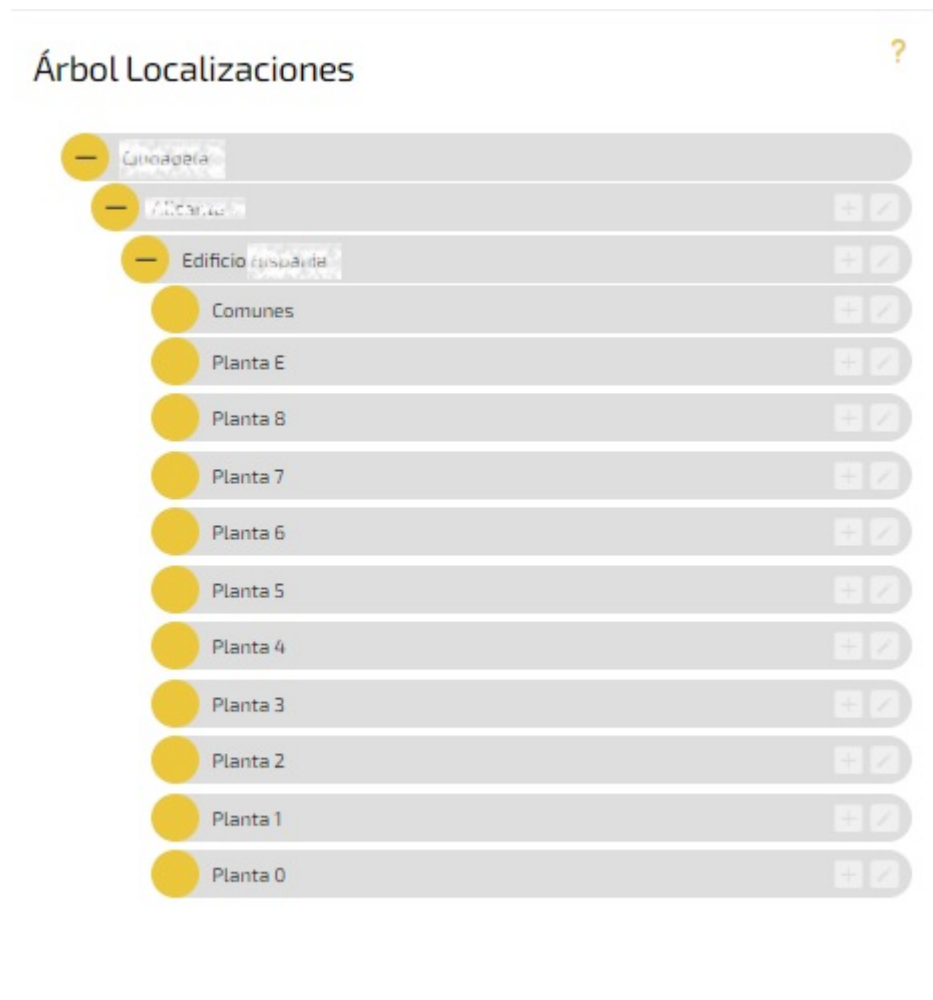 ?
Árbol Localizaciones
Edificio
Comunes
Planta E
Planta 8
Planta 7
Planta 6
Planta 5
Planta 4
Planta 3
Planta 2
Planta 1
Planta 0